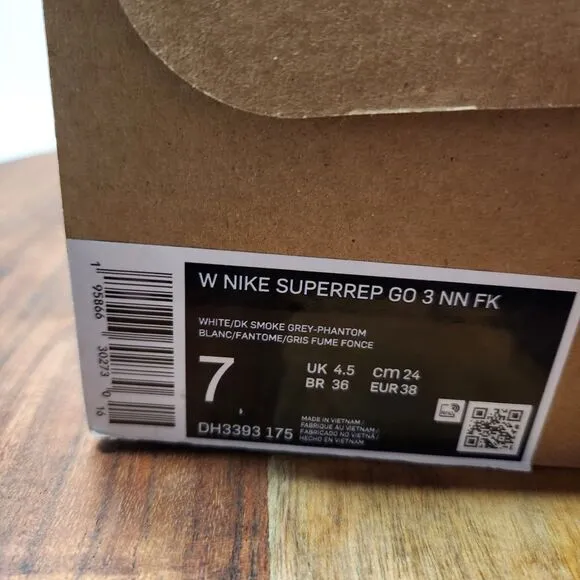 W NIKE SUPERREP GO 3 NN FK
WHITE/DK SMOKE GREY-PHANTOM
BLANC/FANTOME/GRIS FUME FONCE
7
UK 4.5 cm 24
BR 36 EUR 38
DH3393 175
MADE IN VIETNAM /
FABRIQUE AU VIETNAM /
FABRICADO NO VIETNÃ /
HECHO EN VIETNAM
1 95866 30273 0 16